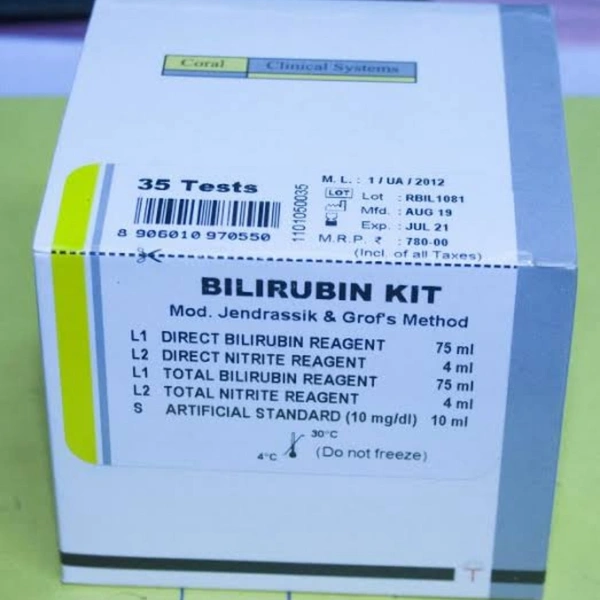 Coral Clinical Systems
35 Tests
8 906010 970550
1101060035
M. L. : 1 / UA / 2012
LOT Lot : RBIL1081
Mfd. : AUG 19
Exp. : JUL 21
M.R.P. ₹ : 780-00
(Incl. of all Taxes)
BILIRUBIN KIT
Mod. Jendrassik & Grof's Method
L1 DIRECT BILIRUBIN REAGENT 75 ml
L2 DIRECT NITRITE REAGENT 4 ml
L1 TOTAL BILIRUBIN REAGENT 75 ml
L2 TOTAL NITRITE REAGENT 4 ml
S ARTIFICIAL STANDARD (10 mg/dl) 10 ml
30°C
4°C (Do not freeze)